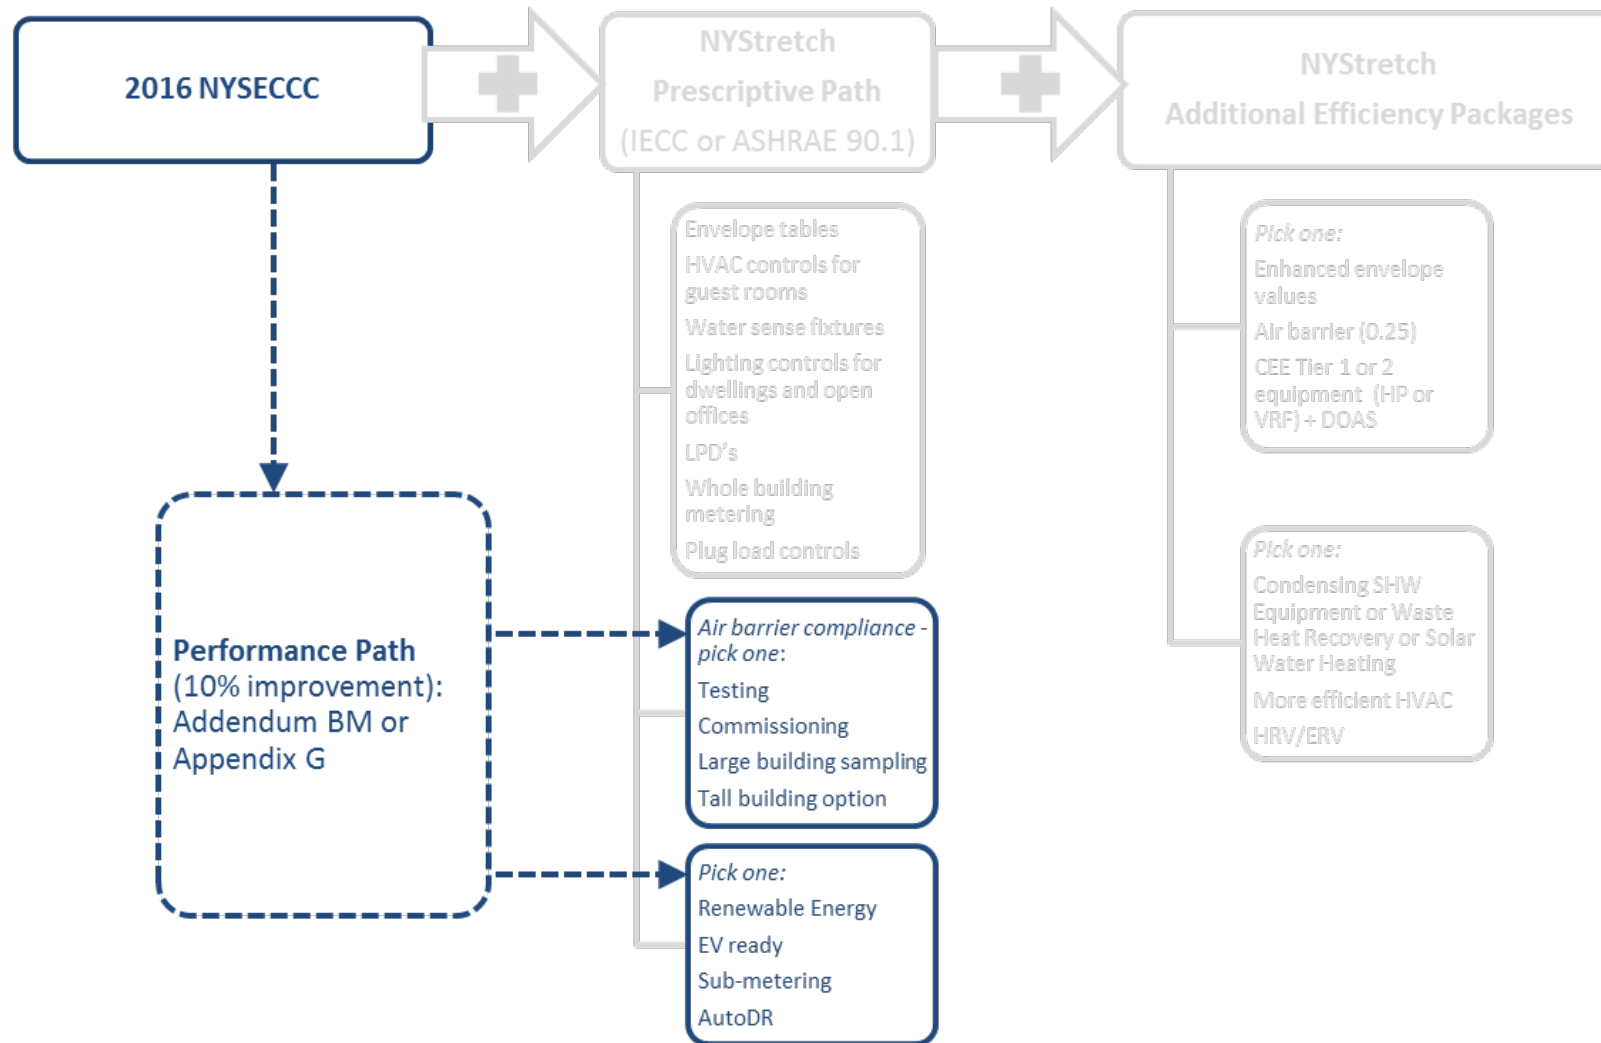 2016 NYSECCC
NYStretch
Prescriptive Path
(IECC or ASHRAE 90.1)
NYStretch
Additional Efficiency Packages
Envelope tables
HVAC controls for
guest rooms
Water sense fixtures
Lighting controls for
dwellings and open
offices
LPD's
Whole building
metering
Plug load controls
Pick one:
Enhanced envelope
values
Air barrier (0.25)
CEE Tier 1 or 2
equipment (HP or
VRF) + DOAS
Pick one:
Condensing SHW
Equipment or Waste
Heat Recovery or Solar
Water Heating
More efficient HVAC
HRV/ERV
Performance Path
(10% improvement):
Addendum BM or
Appendix G
Air barrier compliance -
pick one:
Testing
Commissioning
Large building sampling
Tall building option
Pick one:
Renewable Energy
EV ready
Sub-metering
AutoDR